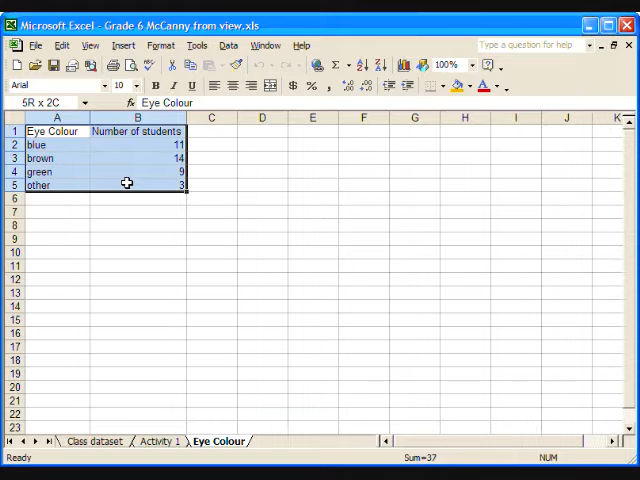 Microsoft Excel - Grade 6 McCanny from view.xls
File Edit View Insert Format Tools Data Window Help Type a question for help
100%
Arial 10 B I U $ % , A
5R x 2C fx Eye Colour
A B C D E F G H I J K
1 Eye Colour Number of students
2 blue 11
3 brown 14
4 green 9
5 other 3
6
7
8
9
10
11
12
13
14
15
16
17
18
19
20
21
22
23
Class dataset Activity 1 Eye Colour
Ready Sum=37 NUM